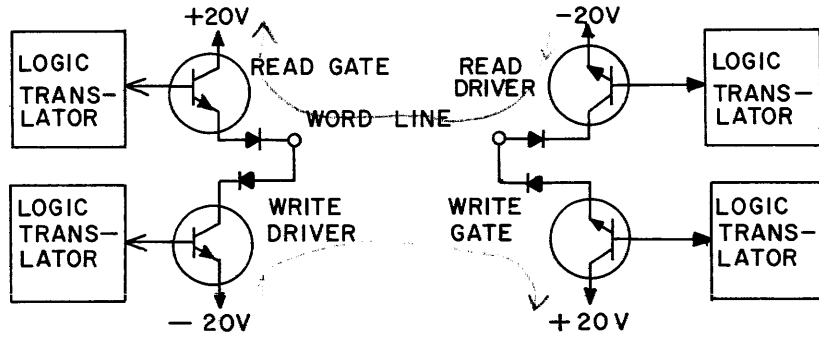 +20V
-20V
LOGIC
TRANS-
LATOR
READ GATE
READ
DRIVER
LOGIC
TRANS-
LATOR
WORD LINE
LOGIC
TRANS-
LATOR
WRITE
DRIVER
WRITE
GATE
LOGIC
TRANS-
LATOR
-20V
+20V